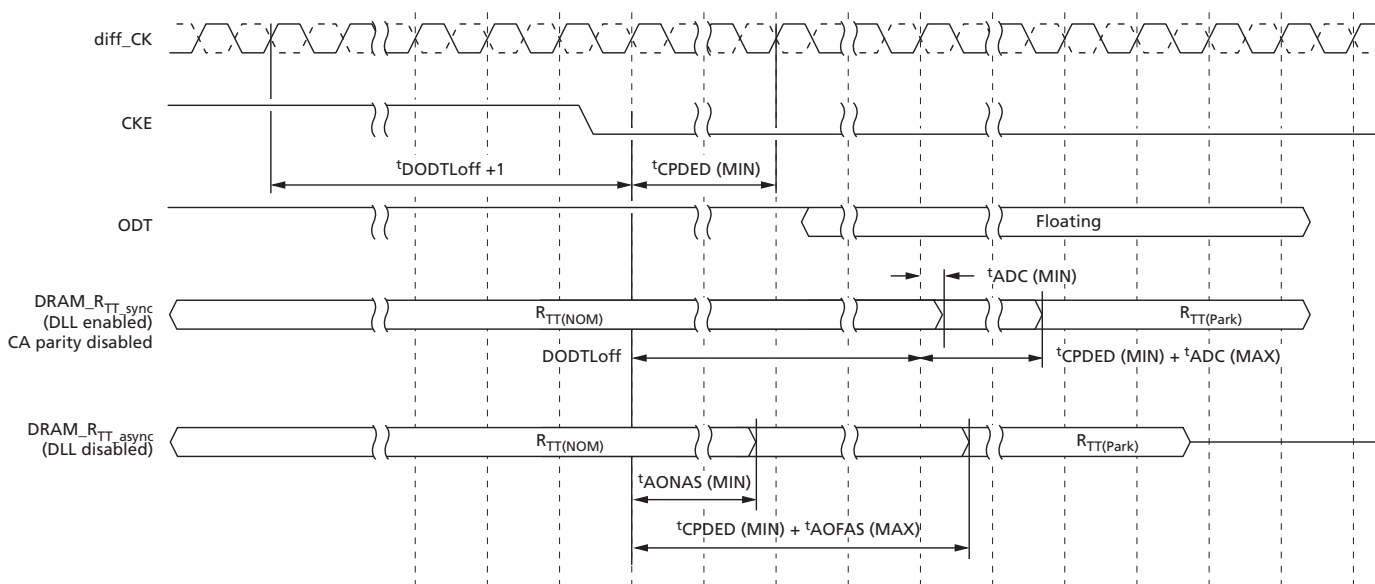 diff_CK
CKE
tDODTLoff +1
tCPDED (MIN)
ODT
Floating
tADC (MIN)
DRAM_RTT_sync
(DLL enabled)
CA parity disabled
RTT(NOM)
RTT(Park)
DODTLoff
tCPDED (MIN) + tADC (MAX)
DRAM_RTT_async
(DLL disabled)
RTT(NOM)
RTT(Park)
tAONAS (MIN)
tCPDED (MIN) + tAOFAS (MAX)